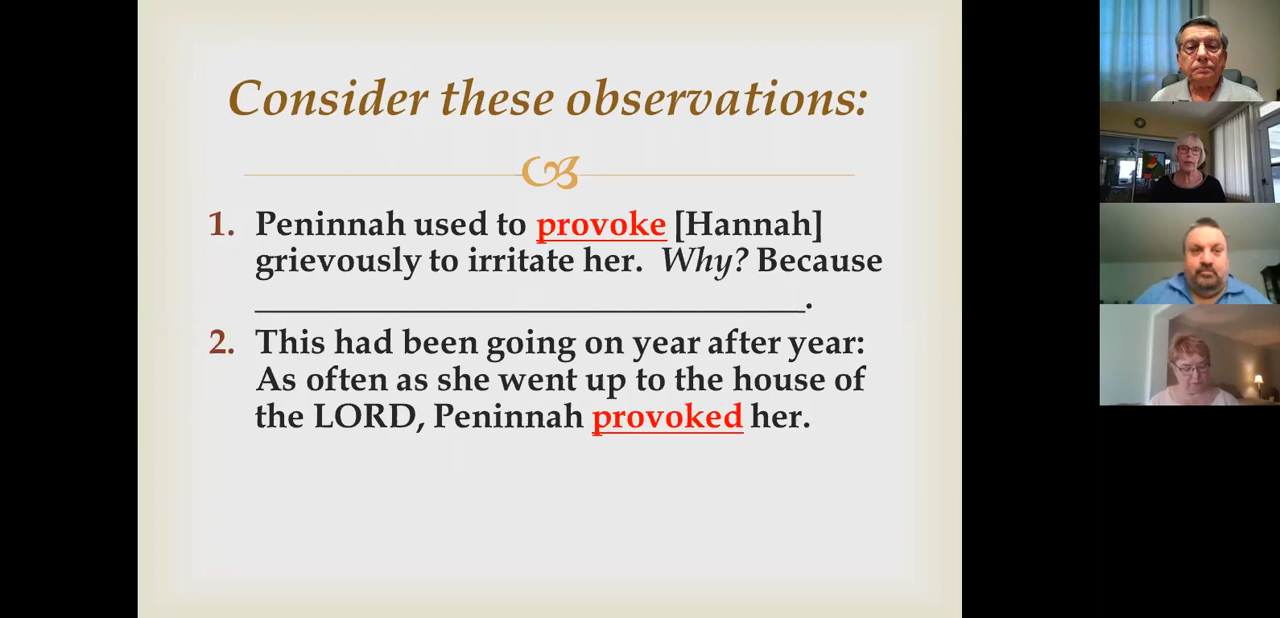 Consider these observations:
1. Peninnah used to provoke [Hannah]
grievously to irritate her. Why? Because
_________________________________.
2. This had been going on year after year:
As often as she went up to the house of
the LORD, Peninnah provoked her.